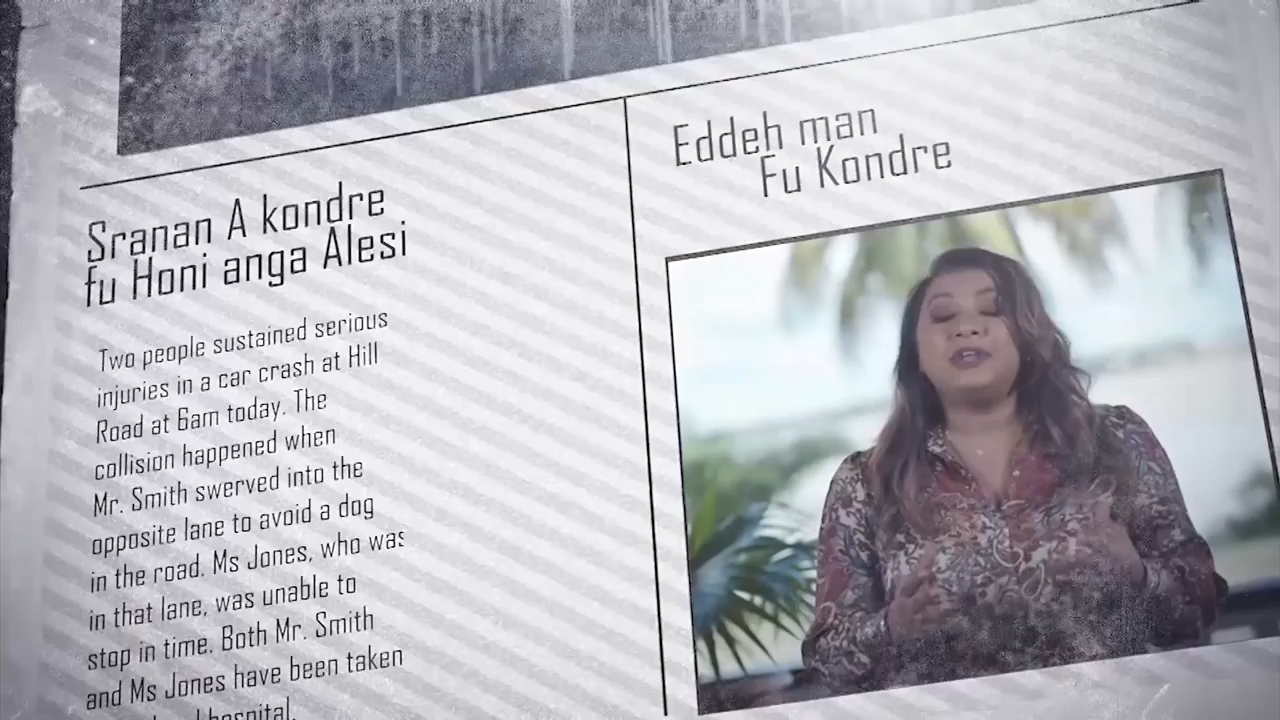 Sranan A kondre
fu Honi anga Alesi
Two people sustained serious
injuries in a car crash at Hill
Road at 6am today. The
collision happened when
Mr. Smith swerved into the
opposite lane to avoid a dog
in the road. Ms Jones, who was
in that lane, was unable to
stop in time. Both Mr. Smith
and Ms Jones have been taken
hospital.
Eddeh man
Fu Kondre